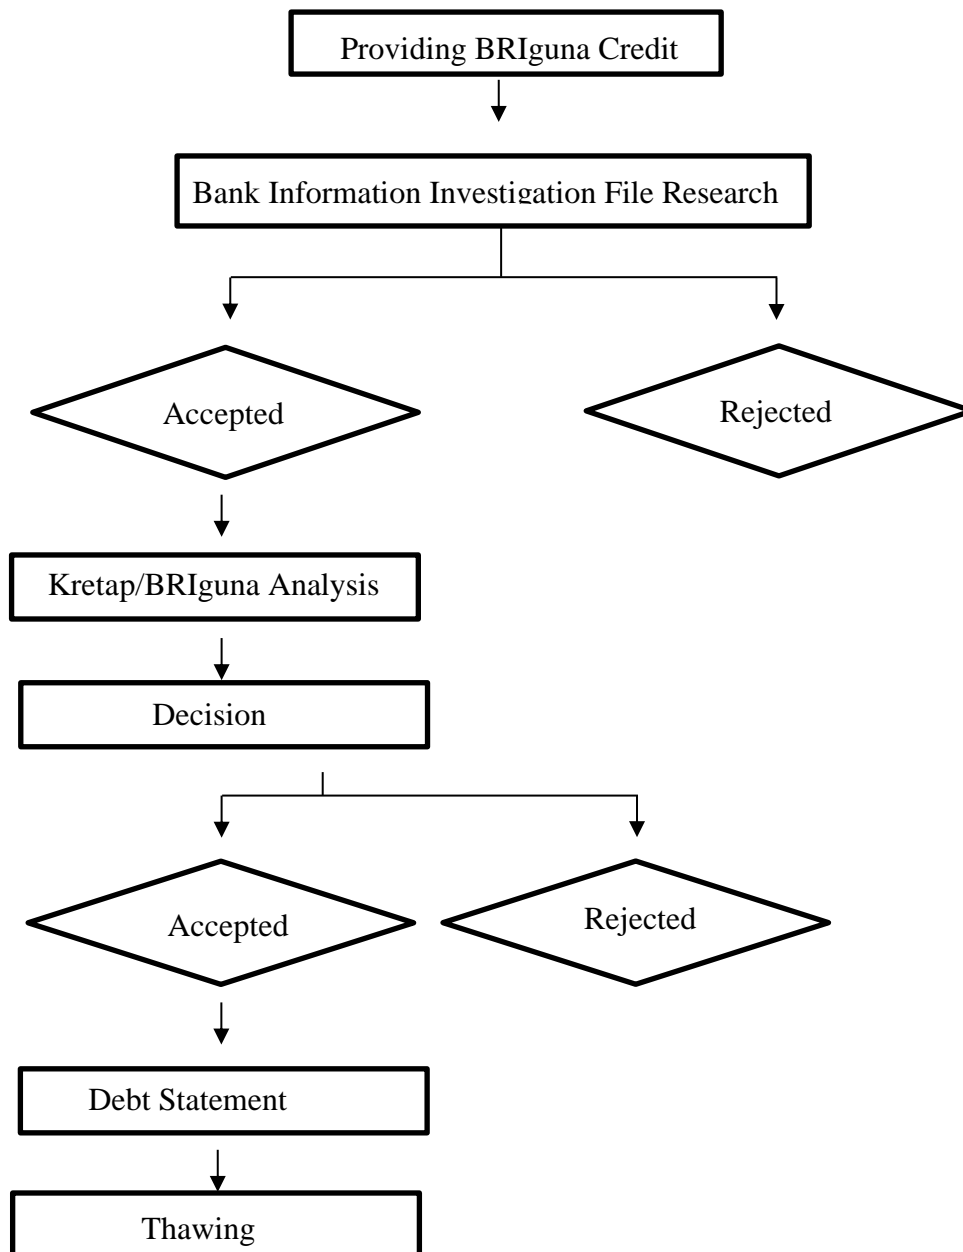 Providing BRIguna Credit
Bank Information Investigation File Research
Accepted
Rejected
Kretap/BRIguna Analysis
Decision
Accepted
Rejected
Debt Statement
Thawing